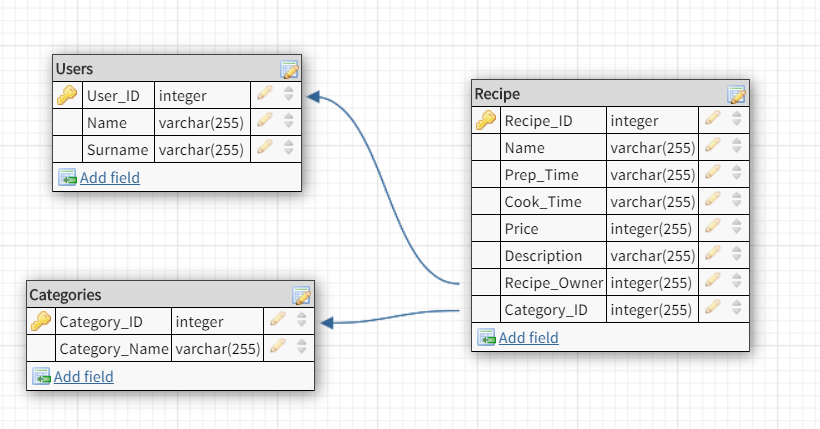 Users
User_ID integer
Name varchar(255)
Surname varchar(255)
Add field
Recipe
Recipe_ID integer
Name varchar(255)
Prep_Time varchar(255)
Cook_Time varchar(255)
Price integer(255)
Description varchar(255)
Recipe_Owner integer(255)
Category_ID integer(255)
Add field
Categories
Category_ID integer
Category_Name varchar(255)
Add field